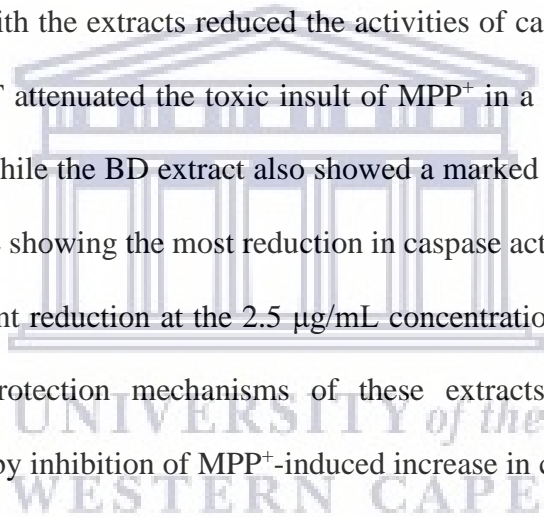 ith the extracts reduced the activities of ca
attenuated the toxic insult of MPP⁺ in a
hile the BD extract also showed a marked
showing the most reduction in caspase act
nt reduction at the 2.5 μg/mL concentratio
rotection mechanisms of these extracts
UNIVERSITY of the
by inhibition of MPP⁺-induced increase in c
WESTERN CAPE